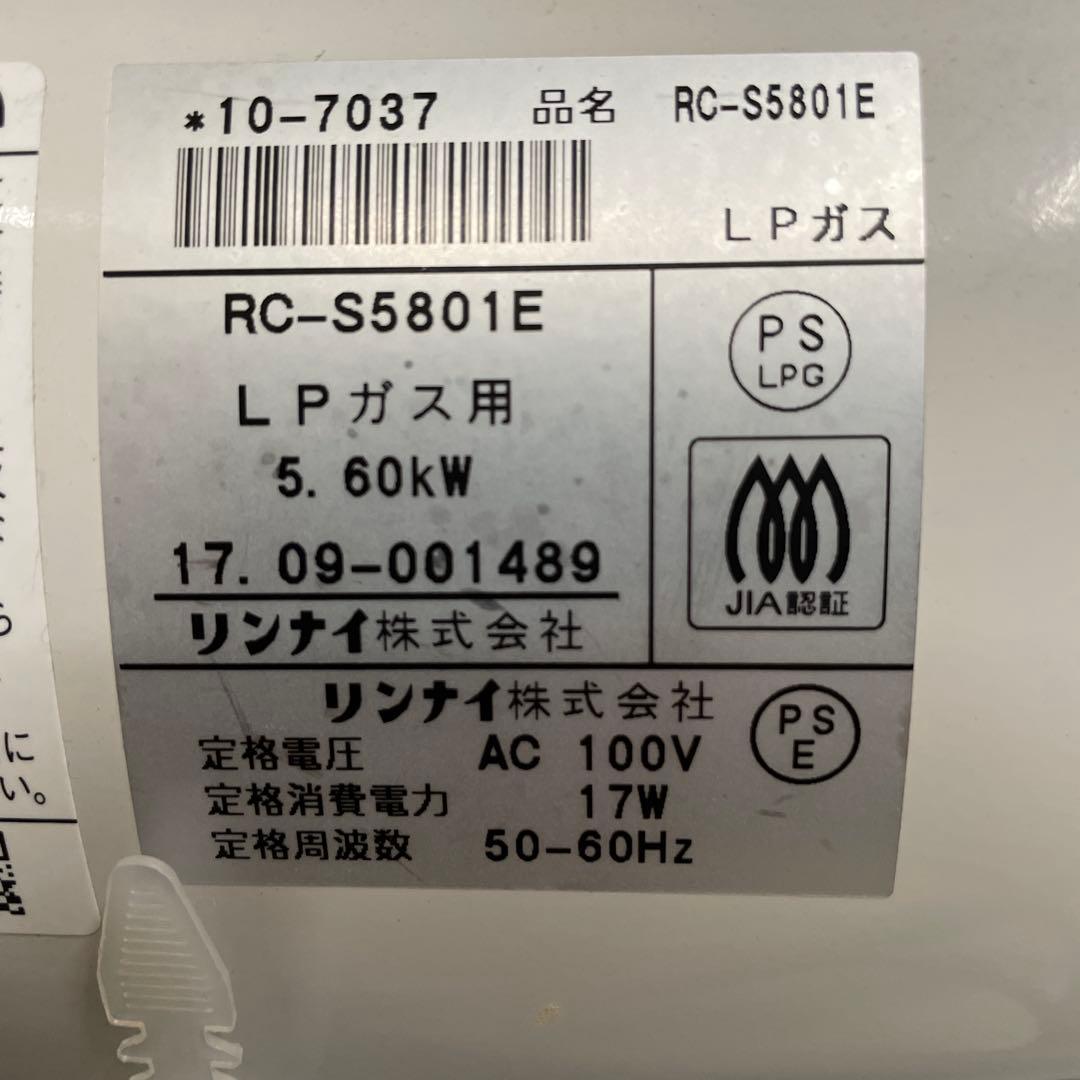 *10-7037 品名 RC-S5801E
LPガス
RC-S5801E
LPガス用
5.60kW
17.09-001489
リンナイ株式会社
PS
LPG
JIA認証
リンナイ株式会社
定格電圧 AC 100V
定格消費電力 17W
定格周波数 50-60Hz
PS
E
ら
に
い。